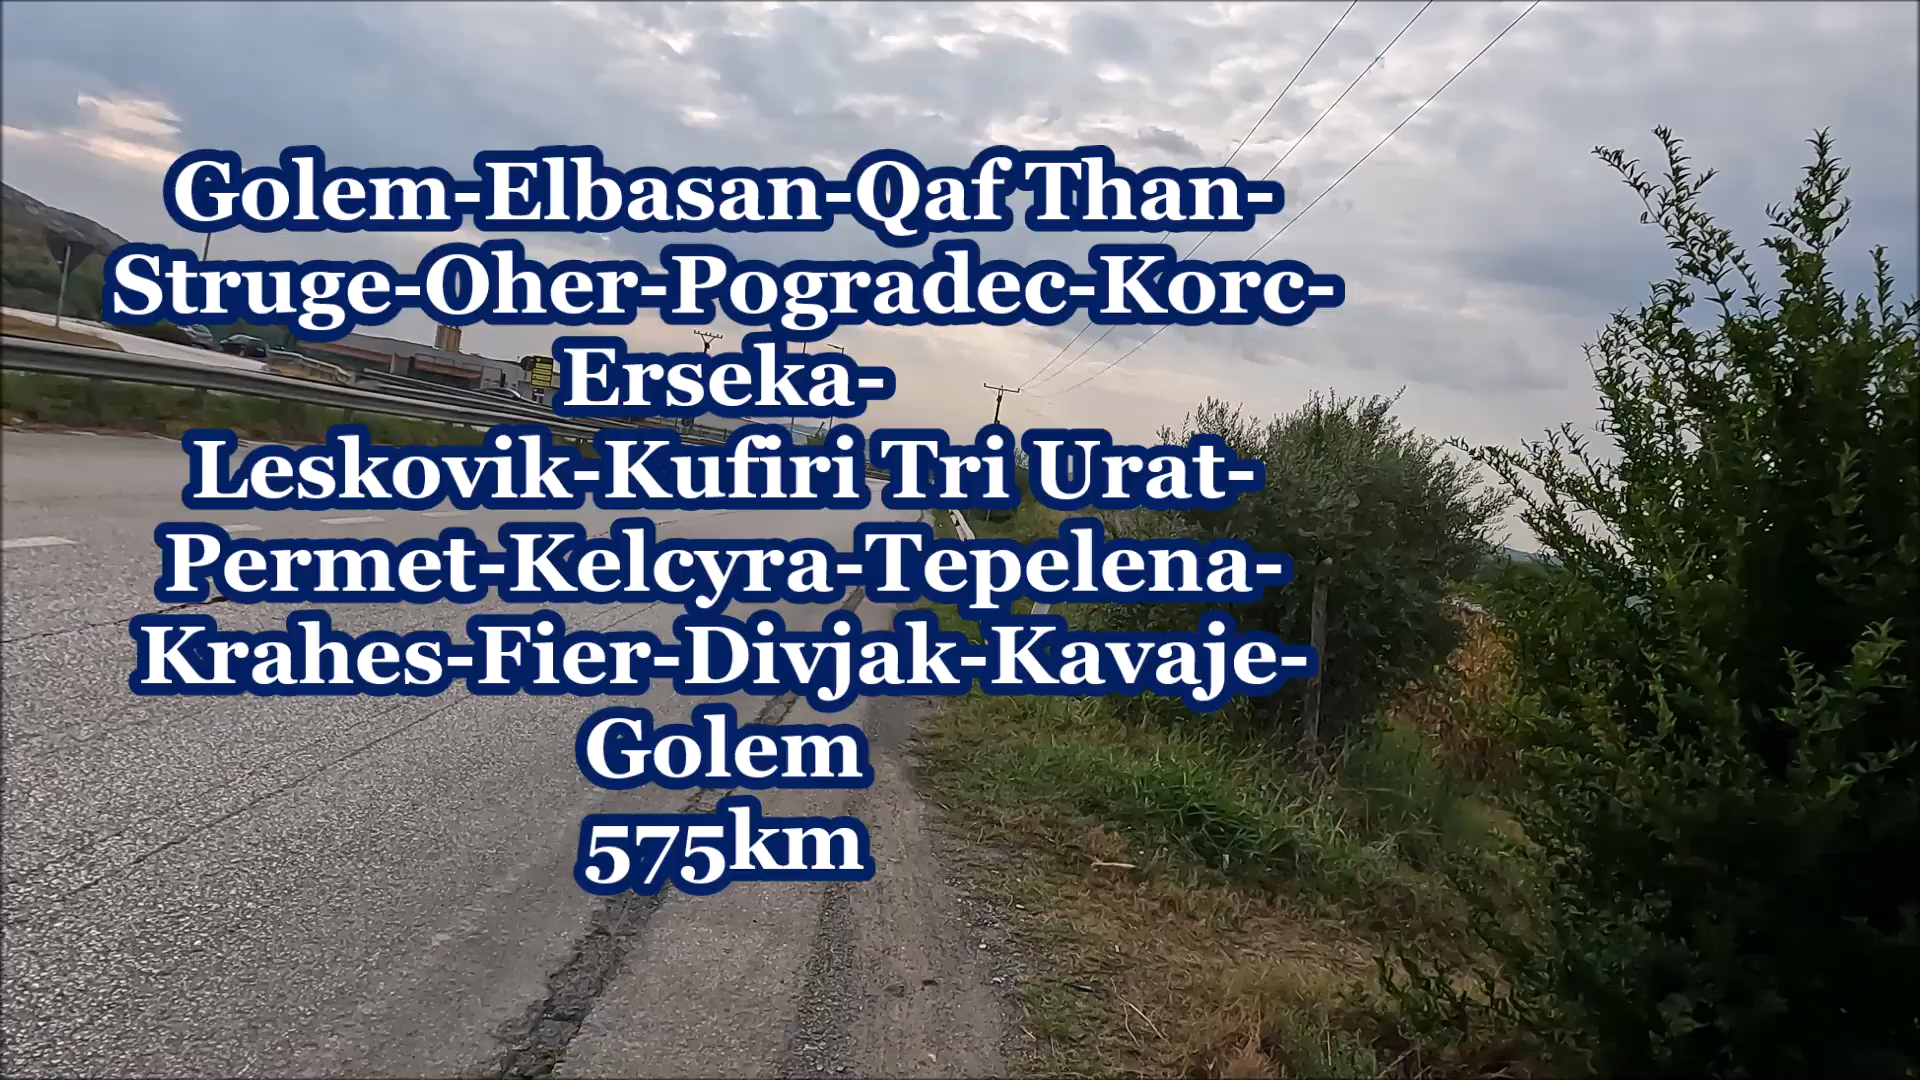 Golem-Elbasan-Qaf Than-
Struge-Oher-Pogradec-Korc-
Erseka-
Leskovik-Kufiri Tri Urat-
Permet-Kelcyra-Tepelena-
Krahes-Fier-Divjak-Kavaje-
Golem
575km